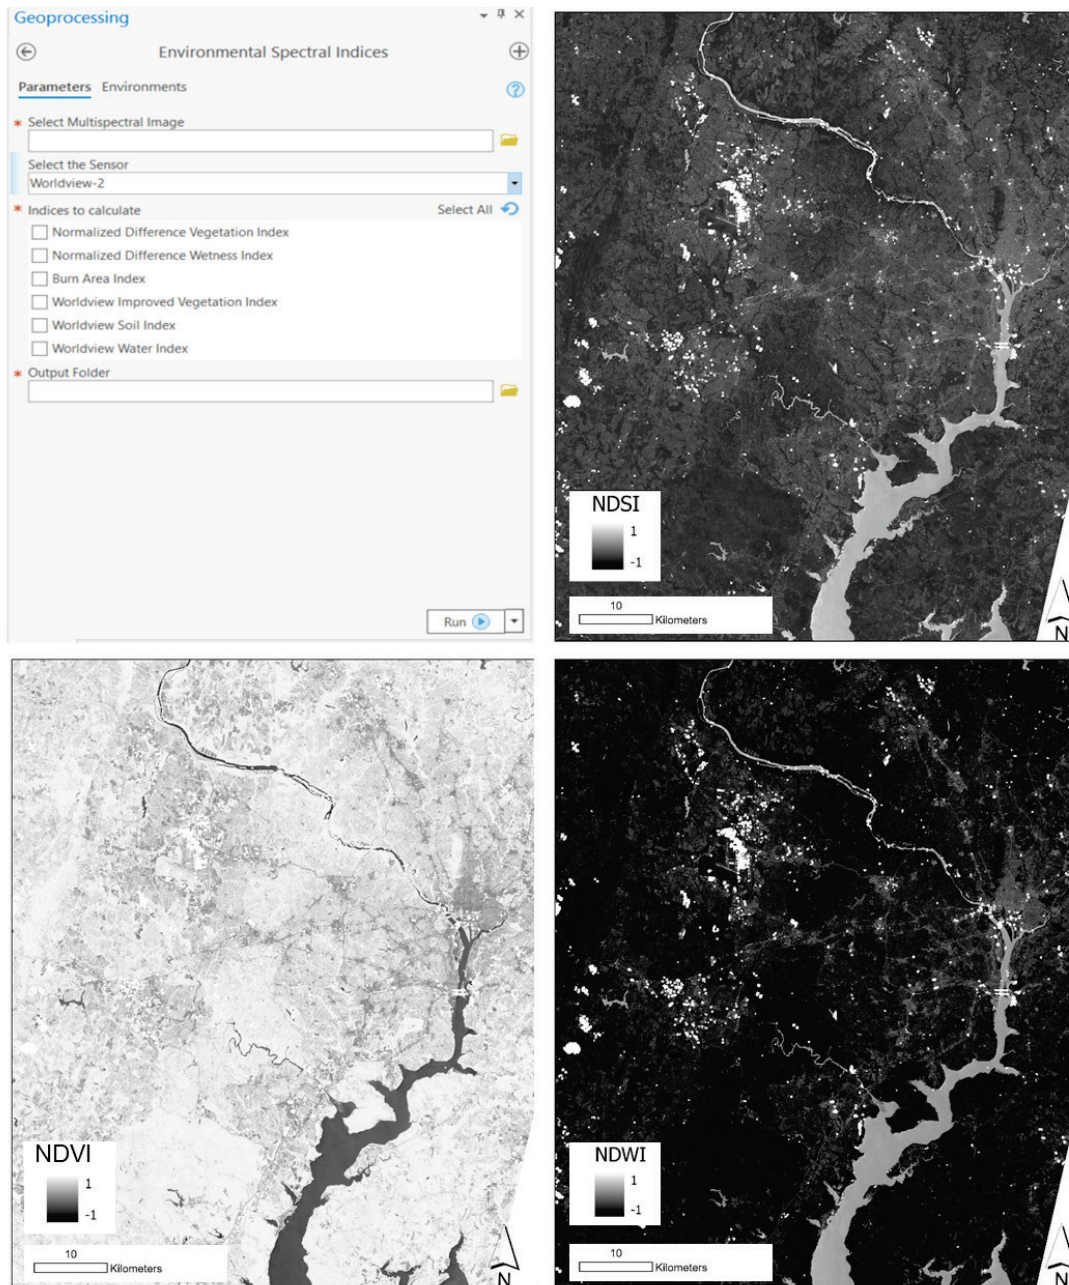 Geoprocessing
Environmental Spectral Indices
Parameters Environments
* Select Multispectral Image
Select the Sensor
Worldview-2
* Indices to calculate Select All
Normalized Difference Vegetation Index
Normalized Difference Wetness Index
Burn Area Index
Worldview Improved Vegetation Index
Worldview Soil Index
Worldview Water Index
* Output Folder
Run
NDSI
1
-1
10
Kilometers
N
NDVI
1
-1
10
Kilometers
N
NDWI
1
-1
10
Kilometers
N